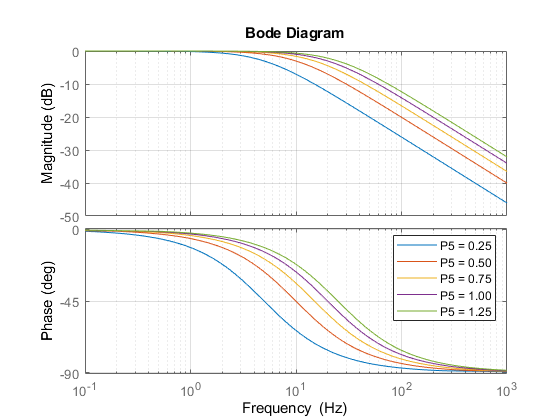 Bode Diagram
Magnitude (dB)
0
-10
-20
-30
-40
-50
Phase (deg)
0
-45
-90
P5 = 0.25
P5 = 0.50
P5 = 0.75
P5 = 1.00
P5 = 1.25
10^-1
10^0
10^1
10^2
10^3
Frequency (Hz)